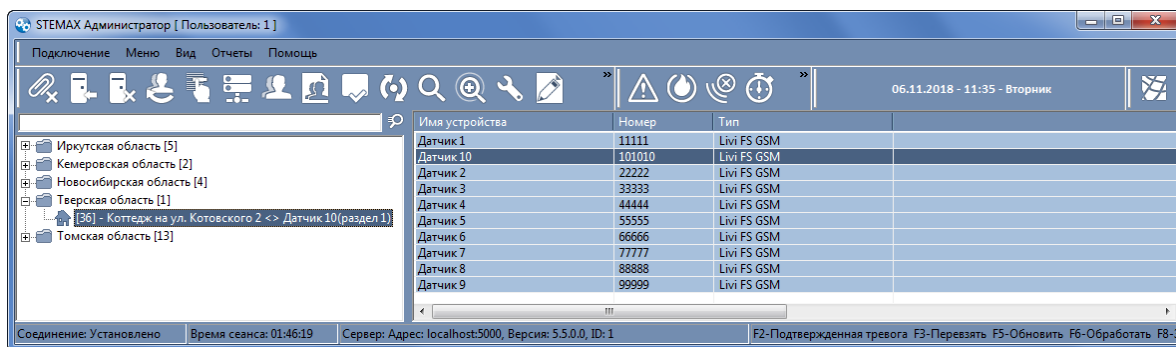 STEMAX Администратор [ Пользователь: 1 ]
Подключение Меню Вид Отчеты Помощь
06.11.2018 - 11:35 - Вторник
Имя устройства Номер Тип
Иркутская область [5]
Кемеровская область [2]
Новосибирская область [4]
Тверская область [1]
[36] - Коттедж на ул. Котовского 2 <> Датчик 10(раздел 1)
Томская область [13]
Датчик 1 11111 Livi FS GSM
Датчик 10 101010 Livi FS GSM
Датчик 2 22222 Livi FS GSM
Датчик 3 33333 Livi FS GSM
Датчик 4 44444 Livi FS GSM
Датчик 5 55555 Livi FS GSM
Датчик 6 66666 Livi FS GSM
Датчик 7 77777 Livi FS GSM
Датчик 8 88888 Livi FS GSM
Датчик 9 99999 Livi FS GSM
Соединение: Установлено Время сеанса: 01:46:19 Сервер: Адрес: localhost:5000, Версия: 5.5.0.0, ID: 1 F2-Подтвержденная тревога F3-Перевзять F5-Обновить F6-Обработать F8-